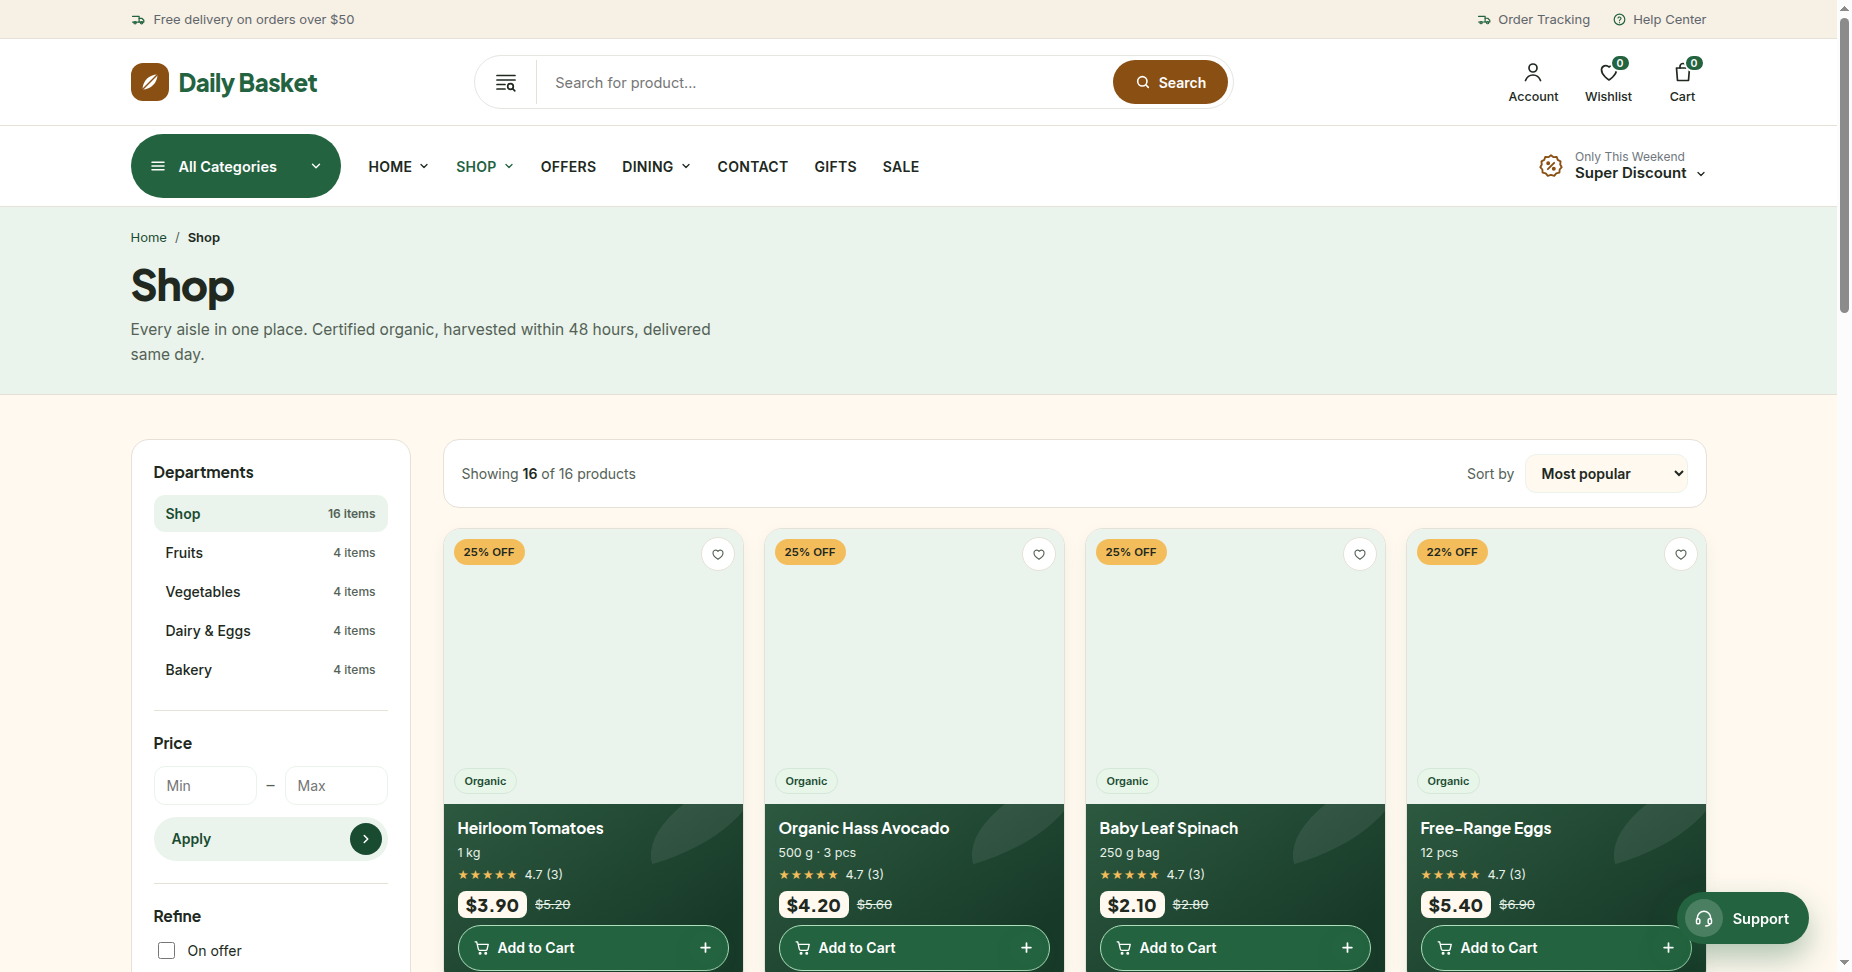 Free delivery on orders over $50
Order Tracking
Help Center
Daily Basket
Search for product...
Search
Account
0
Wishlist
0
Cart
All Categories
HOME
SHOP
OFFERS
DINING
CONTACT
GIFTS
SALE
Only This Weekend
Super Discount
Home / Shop
Shop
Every aisle in one place. Certified organic, harvested within 48 hours, delivered
same day.
Departments
Shop 16 items
Fruits 4 items
Vegetables 4 items
Dairy & Eggs 4 items
Bakery 4 items
Price
Min – Max
Apply
Refine
On offer
Showing 16 of 16 products
Sort by Most popular
25% OFF
Organic
Heirloom Tomatoes
1 kg
★★★★★ 4.7 (3)
$3.90 $5.20
Add to Cart +
25% OFF
Organic
Organic Hass Avocado
500 g · 3 pcs
★★★★★ 4.7 (3)
$4.20 $5.60
Add to Cart +
25% OFF
Organic
Baby Leaf Spinach
250 g bag
★★★★★ 4.7 (3)
$2.10 $2.80
Add to Cart +
22% OFF
Organic
Free-Range Eggs
12 pcs
★★★★★ 4.7 (3)
$5.40 $6.90
Add to Cart +
Support